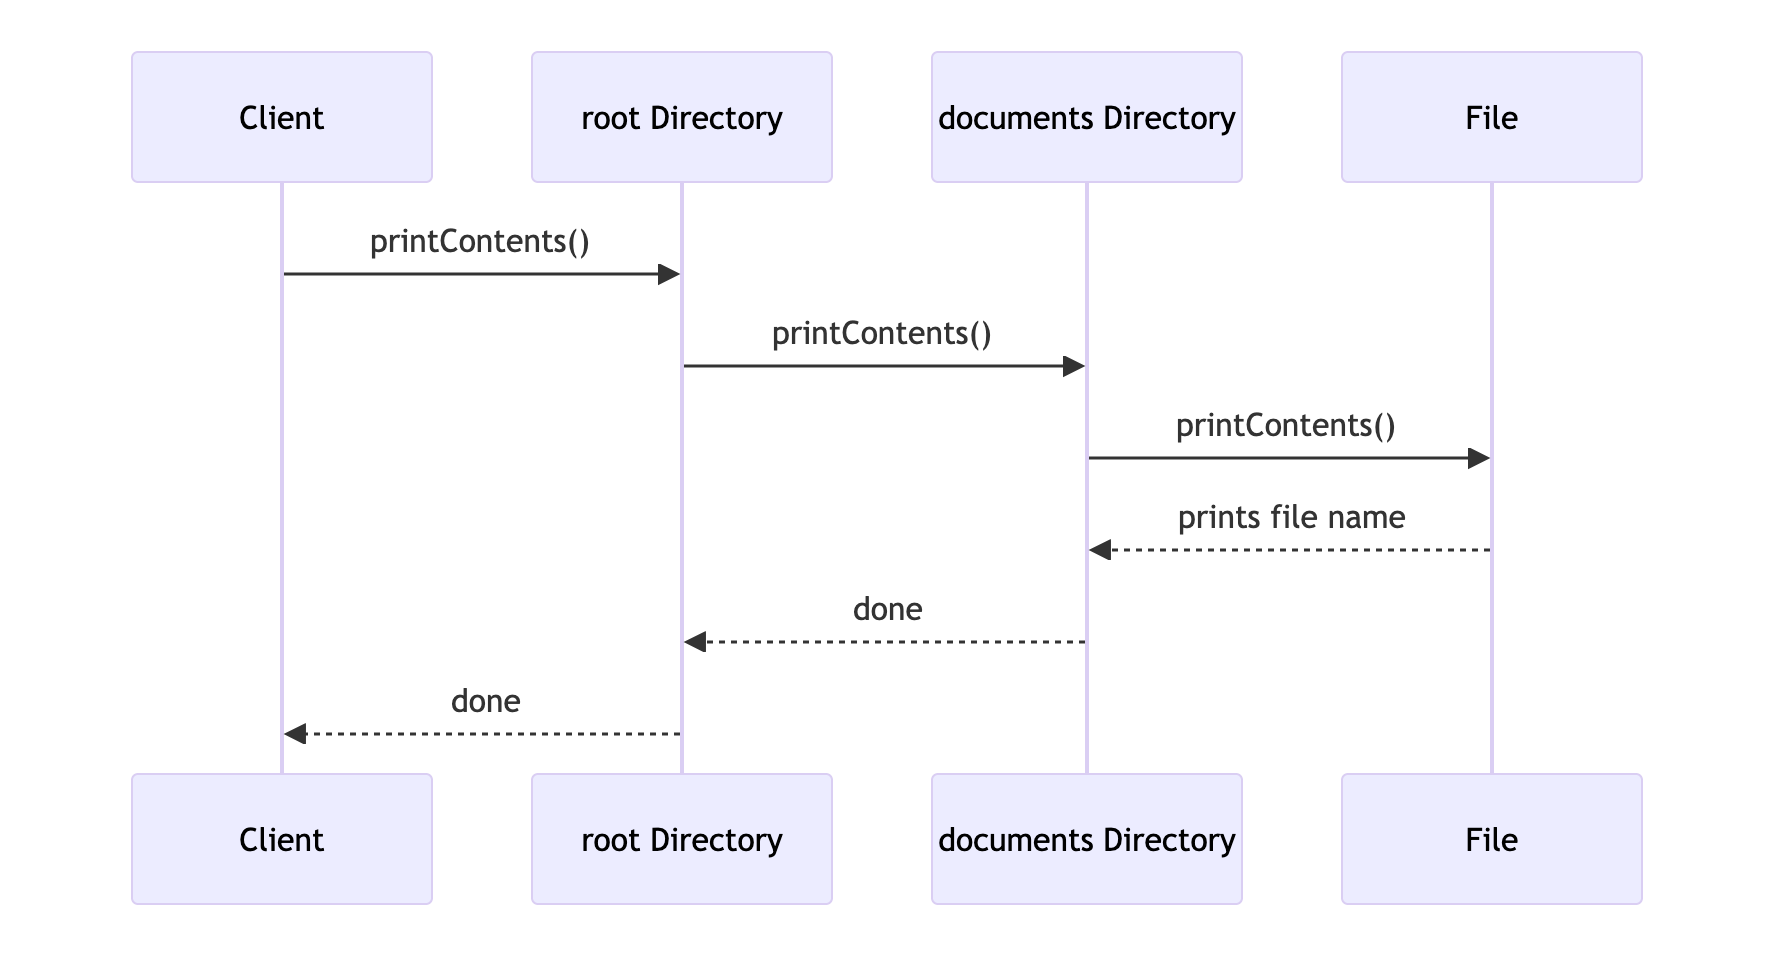 Client
root Directory
documents Directory
File
printContents()
printContents()
printContents()
prints file name
done
done
Client
root Directory
documents Directory
File